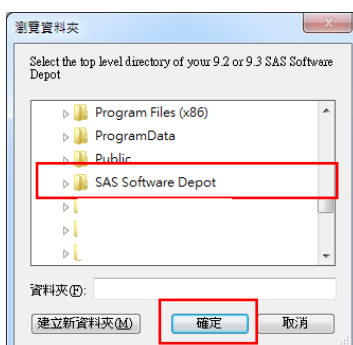 瀏覽資料夾
Select the top level directory of your 9.2 or 9.3 SAS Software
Depot
Program Files (x86)
ProgramData
Public
SAS Software Depot
資料夾(F):
建立新資料夾(M) 確定 取消